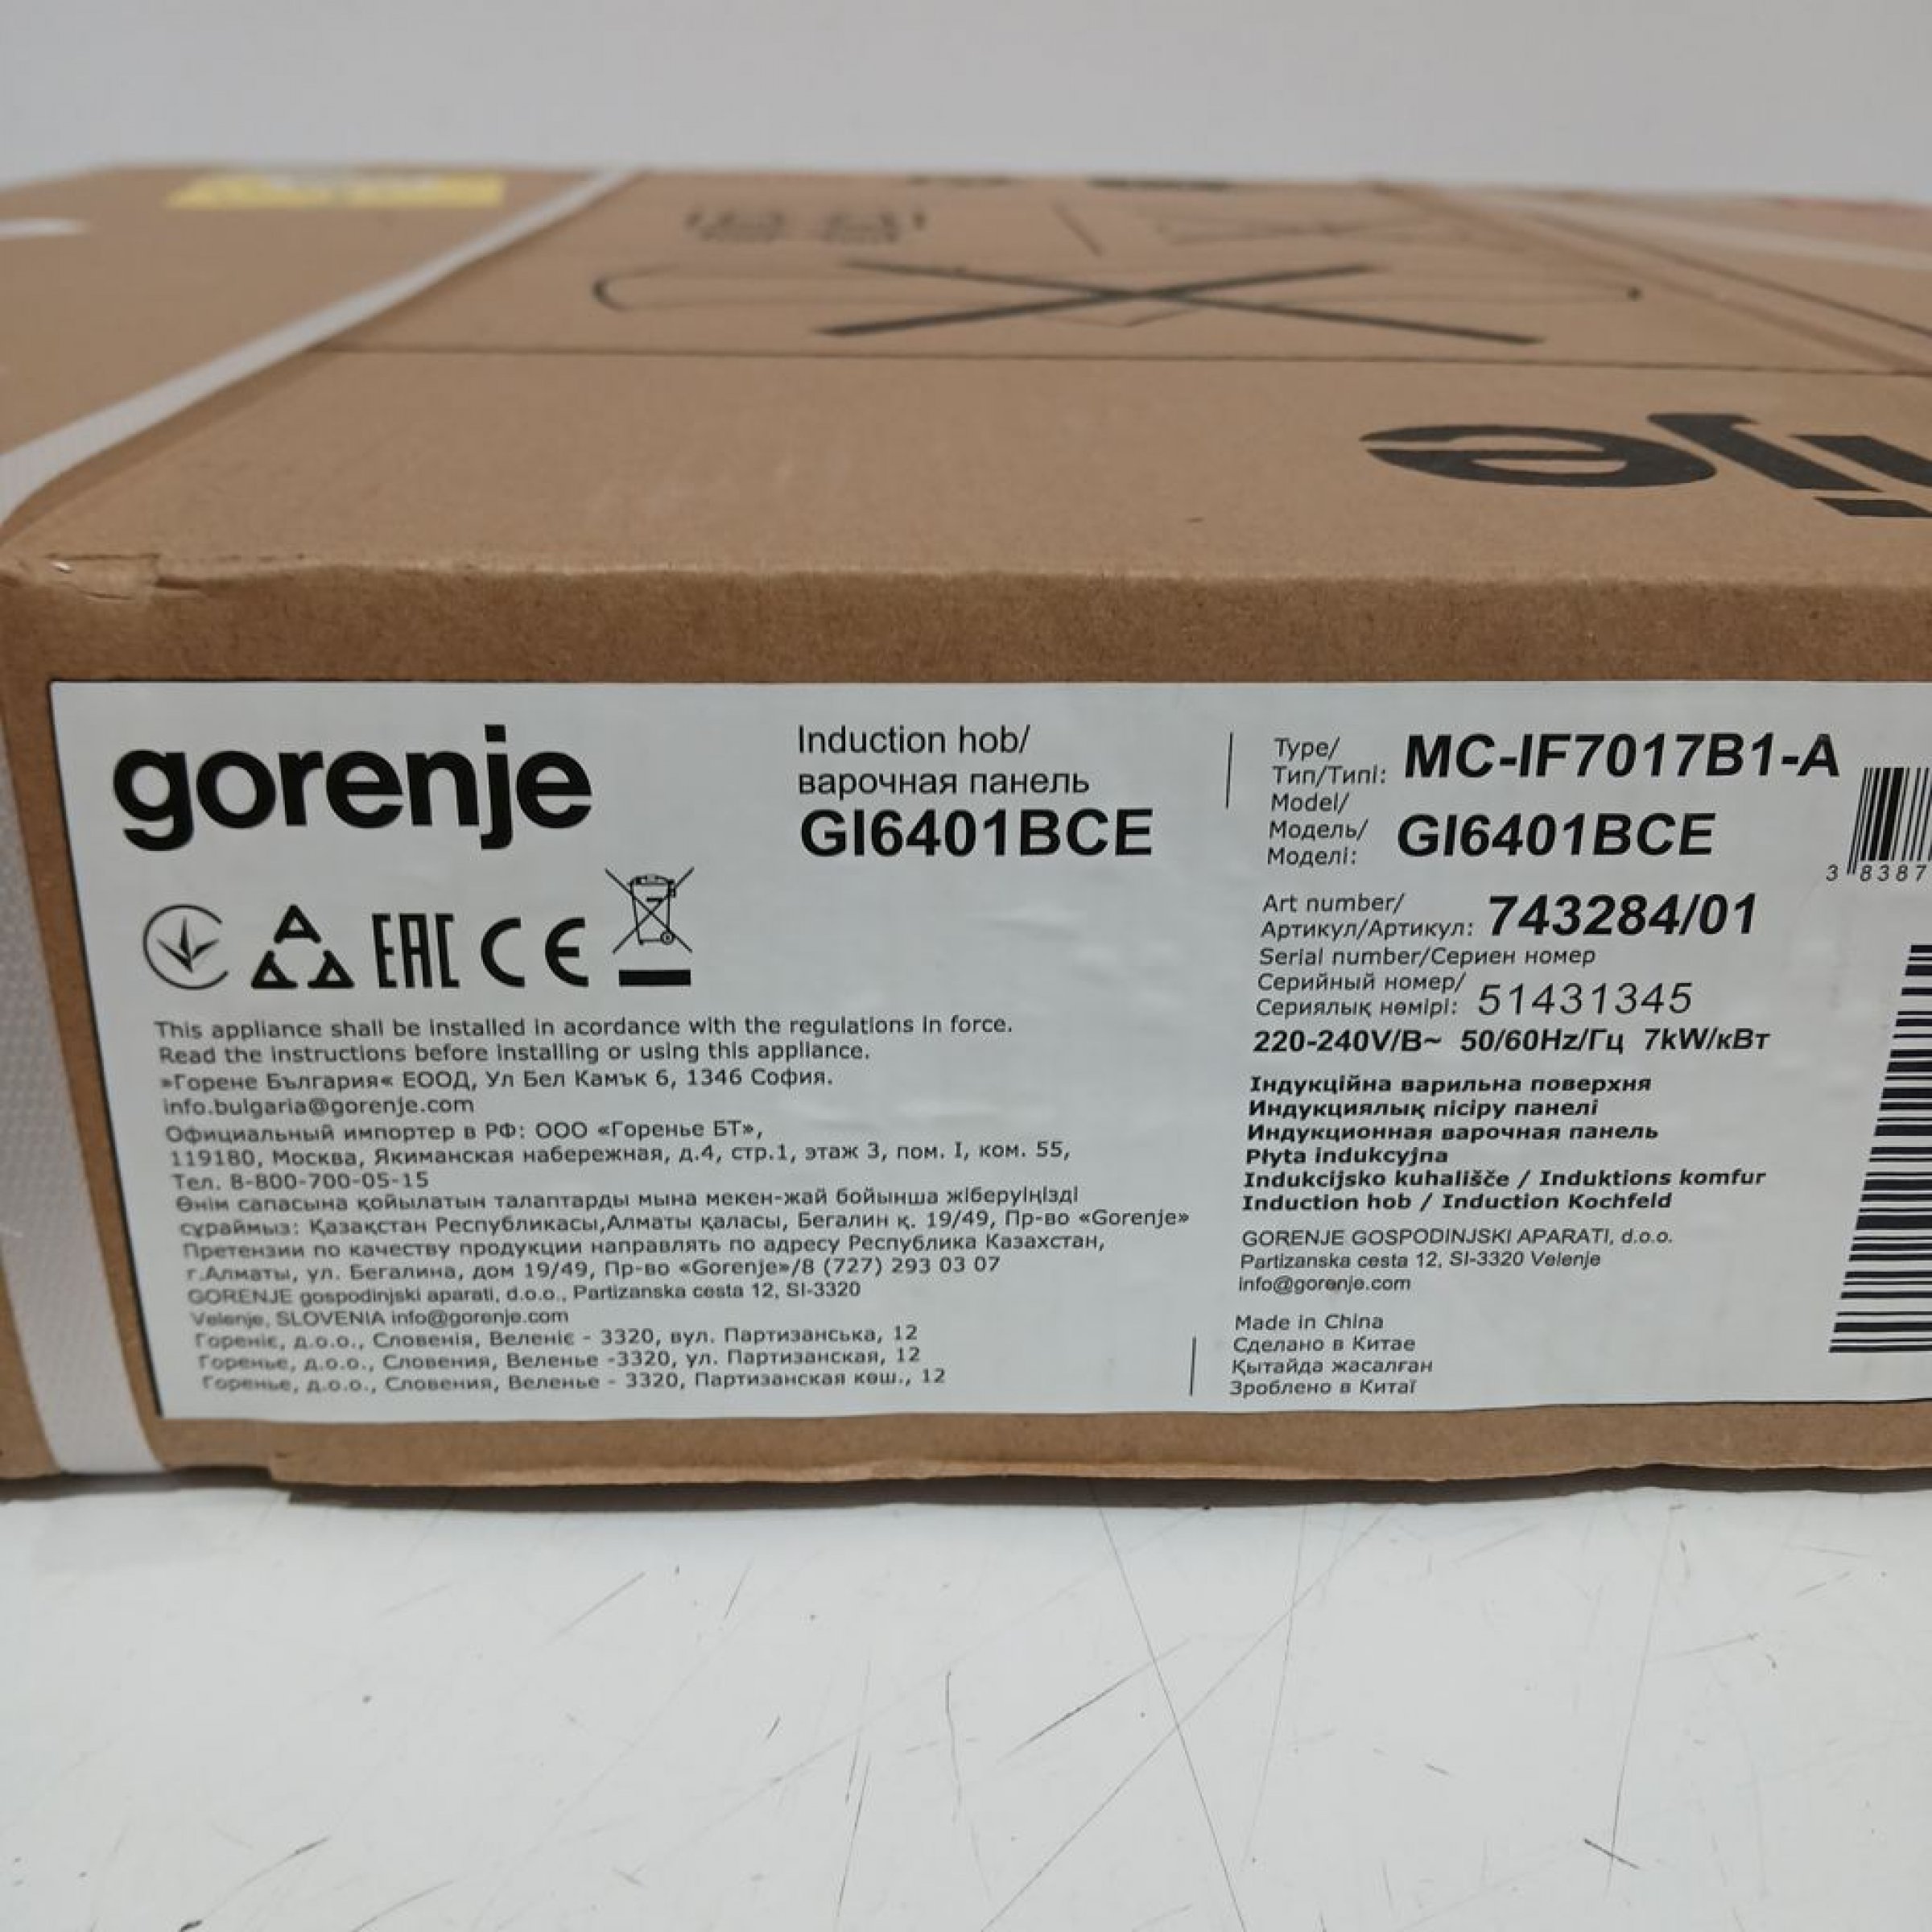 gorenje
Induction hob/
варочная панель
GI6401BCE
EAC CE
This appliance shall be installed in acordance with the regulations in force.
Read the instructions before installing or using this appliance.
»Горене България« ЕООД, Ул Бел Камък 6, 1346 София.
info.bulgaria@gorenje.com
Официальный импортер в РФ: ООО «Горенье БТ»,
119180, Москва, Якиманская набережная, д.4, стр.1, этаж 3, пом. I, ком. 55,
Тел. 8-800-700-05-15
Өнім сапасына қойылатын талаптарды мына мекен-жай бойынша жіберуіңізді
сұраймыз: Қазақстан Республикасы,Алматы қаласы, Бегалин қ. 19/49, Пр-во «Gorenje»
Претензии по качеству продукции направлять по адресу Республика Казахстан,
г.Алматы, ул. Бегалина, дом 19/49, Пр-во «Gorenje»/8 (727) 293 03 07
GORENJE gospodinjski aparati, d.o.o., Partizanska cesta 12, SI-3320
Velenje, SLOVENIA info@gorenje.com
Горениє, д.о.о., Словенія, Веленіє - 3320, вул. Партизанська, 12
Горенье, д.о.о., Словения, Веленье -3320, ул. Партизанская, 12
Горенье, д.о.о., Словения, Веленье - 3320, Партизанская көш., 12
Type/
Тип/Типі: MC-IF7017B1-A
Model/
Модель/
Моделі: GI6401BCE
3 8387
Art number/
Артикул/Артикул: 743284/01
Serial number/Сериен номер
Серийный номер/
Сериялық нөмірі: 51431345
220-240V/В~ 50/60Hz/Гц 7kW/кВт
Індукційна варильна поверхня
Индукциялық пісіру панелі
Индукционная варочная панель
Płyta indukcyjna
Indukcijsko kuhališče / Induktions komfur
Induction hob / Induction Kochfeld
GORENJE GOSPODINJSKI APARATI, d.o.o.
Partizanska cesta 12, SI-3320 Velenje
info@gorenje.com
Made in China
Сделано в Китае
Қытайда жасалған
Зроблено в Китаї